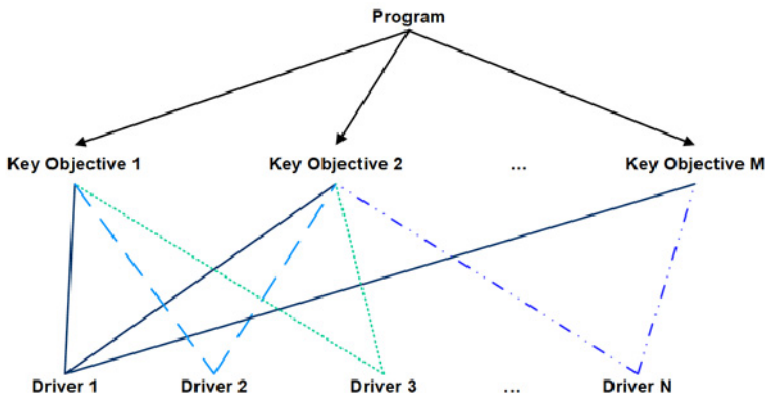 Program
Key Objective 1 Key Objective 2 ... Key Objective M
Driver 1 Driver 2 Driver 3 ... Driver N